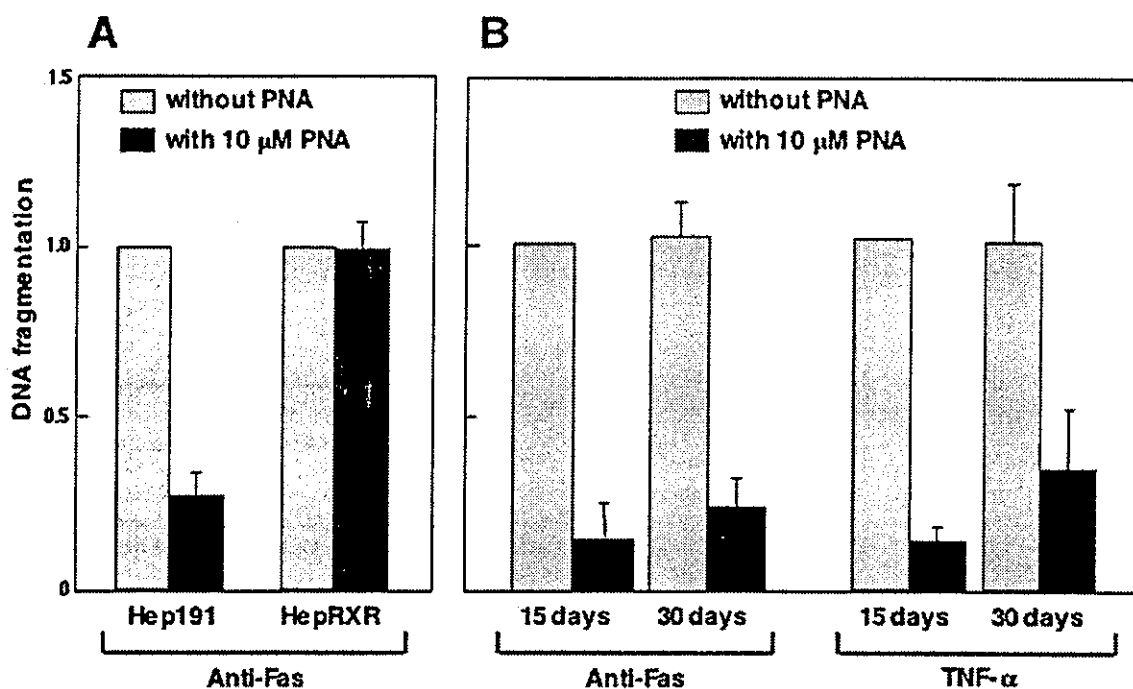 A
B
1.5
without PNA
with 10 μM PNA
without PNA
with 10 μM PNA
DNA fragmentation
1.0
0.5
0
Hep191 HepRXR
15 days 30 days 15 days 30 days
Anti-Fas
Anti-Fas
TNF-α